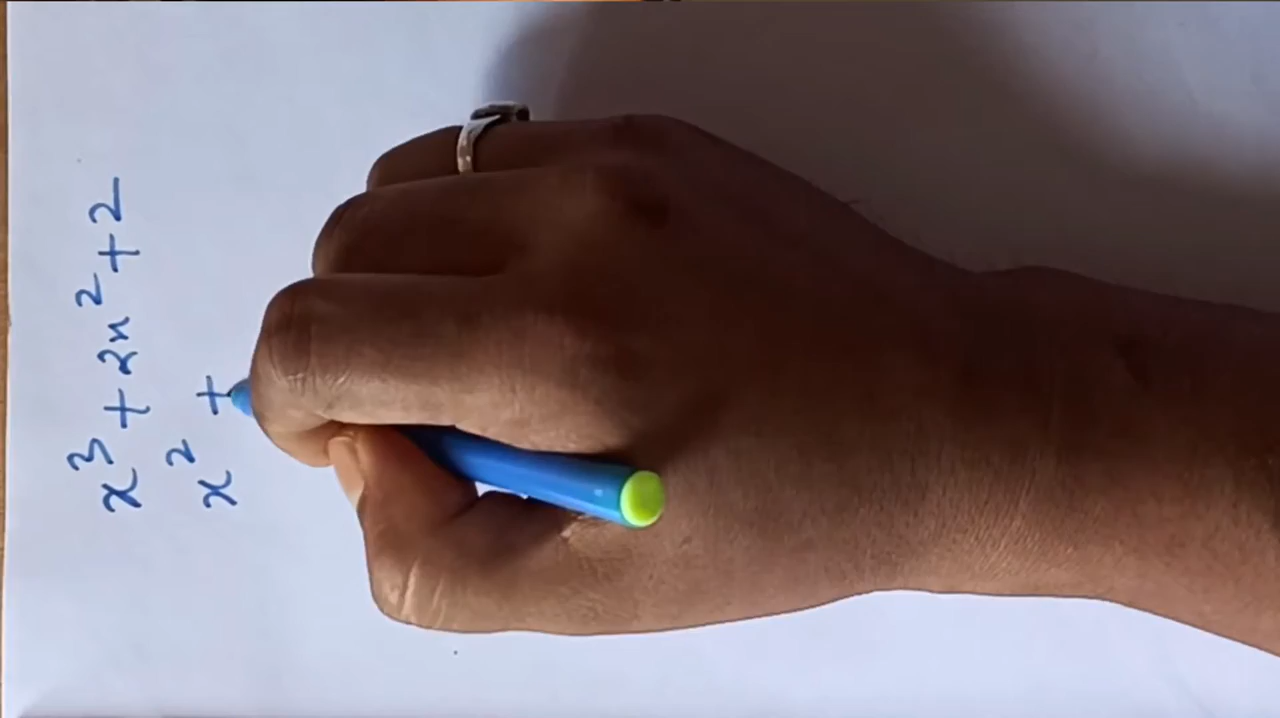 x³ + 2x² + 2
x² +